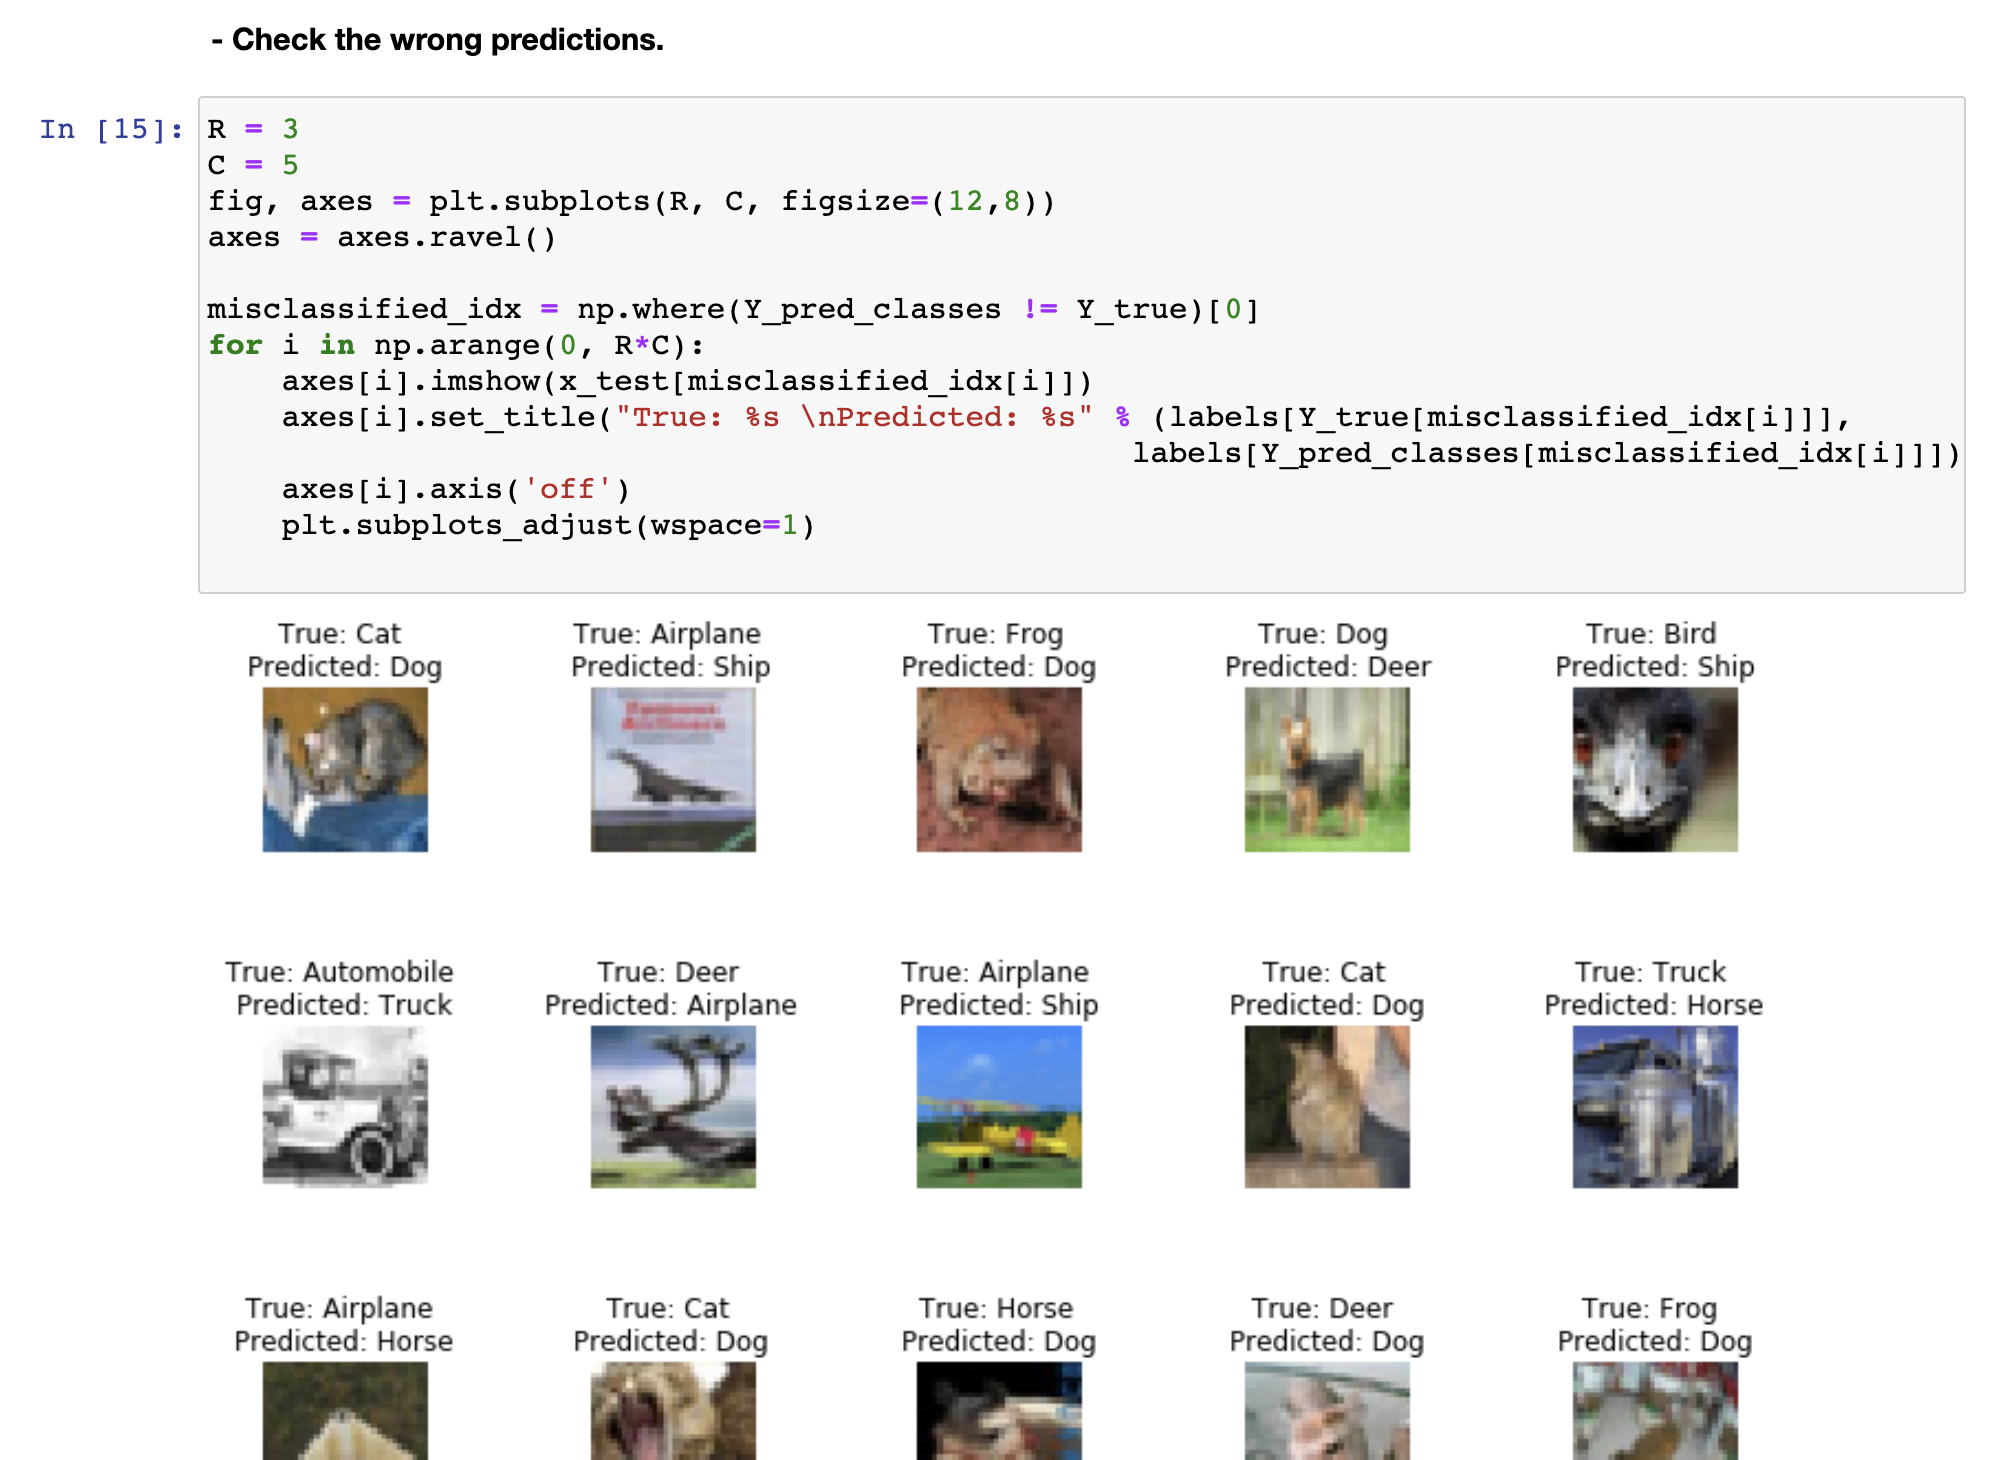 - Check the wrong predictions.
In [15]:
R = 3
C = 5
fig, axes = plt.subplots(R, C, figsize=(12,8))
axes = axes.ravel()
misclassified_idx = np.where(Y_pred_classes != Y_true)[0]
for i in np.arange(0, R*C):
    axes[i].imshow(x_test[misclassified_idx[i]])
    axes[i].set_title("True: %s \nPredicted: %s" % (labels[Y_true[misclassified_idx[i]]],
                                                  labels[Y_pred_classes[misclassified_idx[i]]])
    axes[i].axis('off')
    plt.subplots_adjust(wspace=1)
True: Cat
Predicted: Dog
True: Airplane
Predicted: Ship
True: Frog
Predicted: Dog
True: Dog
Predicted: Deer
True: Bird
Predicted: Ship
True: Automobile
Predicted: Truck
True: Deer
Predicted: Airplane
True: Airplane
Predicted: Ship
True: Cat
Predicted: Dog
True: Truck
Predicted: Horse
True: Airplane
Predicted: Horse
True: Cat
Predicted: Dog
True: Horse
Predicted: Dog
True: Deer
Predicted: Dog
True: Frog
Predicted: Dog